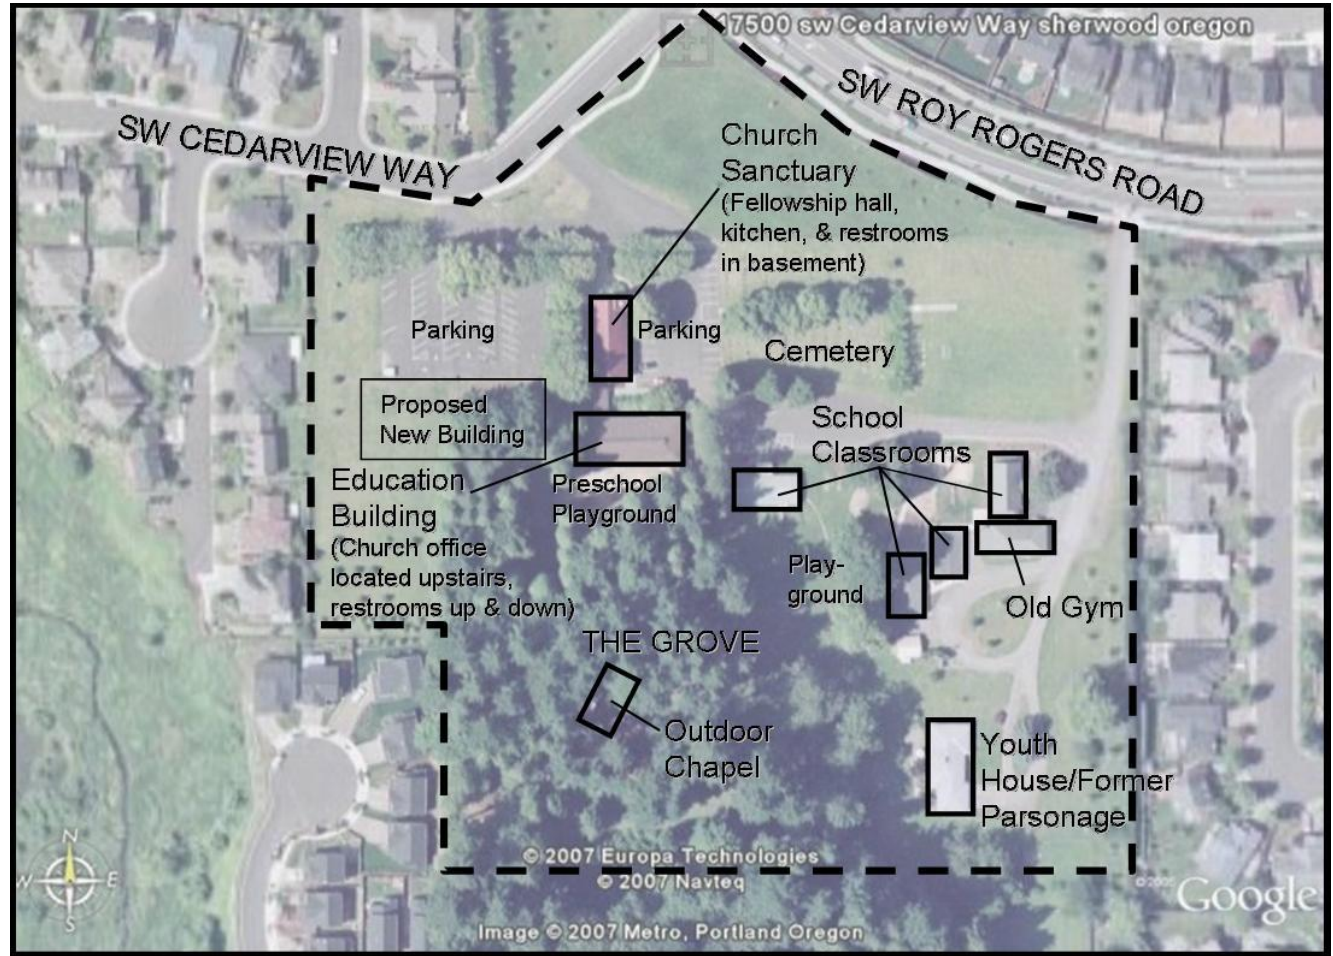 17500 sw Cedarview Way sherwood oregon
SW ROY ROGERS ROAD
SW CEDARVIEW WAY
Church
Sanctuary
(Fellowship hall,
kitchen, & restrooms
in basement)
Parking
Parking
Cemetery
Proposed
New Building
School
Classrooms
Education
Building
(Church office
located upstairs,
restrooms up & down)
Preschool
Playground
Play-
ground
Old Gym
THE GROVE
Outdoor
Chapel
Youth
House/Former
Parsonage
N
W
E
S
© 2007 Europa Technologies
© 2007 Navteq
Image © 2007 Metro, Portland Oregon
Google